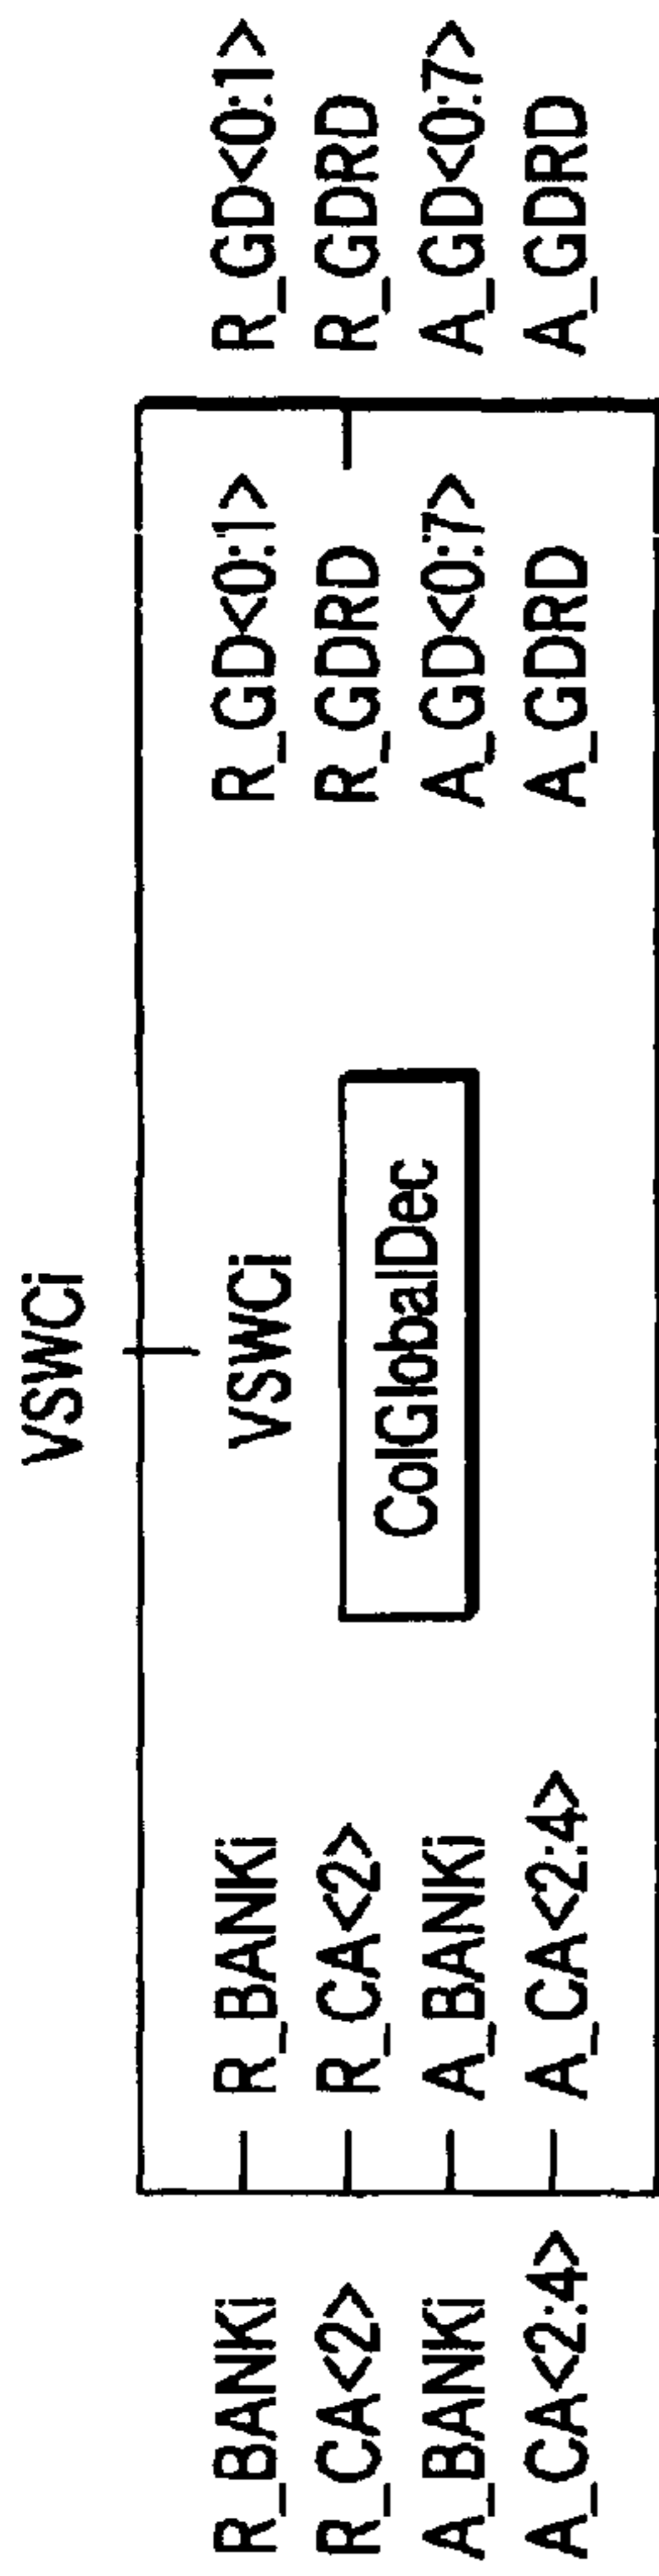 VSWCi
VSWCi
R_BANKi
R_CA<2>
A_BANKi
A_CA<2:4>
R_BANKi
R_CA<2>
A_BANKi
A_CA<2:4>
ColGlobalDec
R_GD<0:1>
R_GDRD
A_GD<0:7>
A_GDRD
R_GD<0:1>
R_GDRD
A_GD<0:7>
A_GDRD